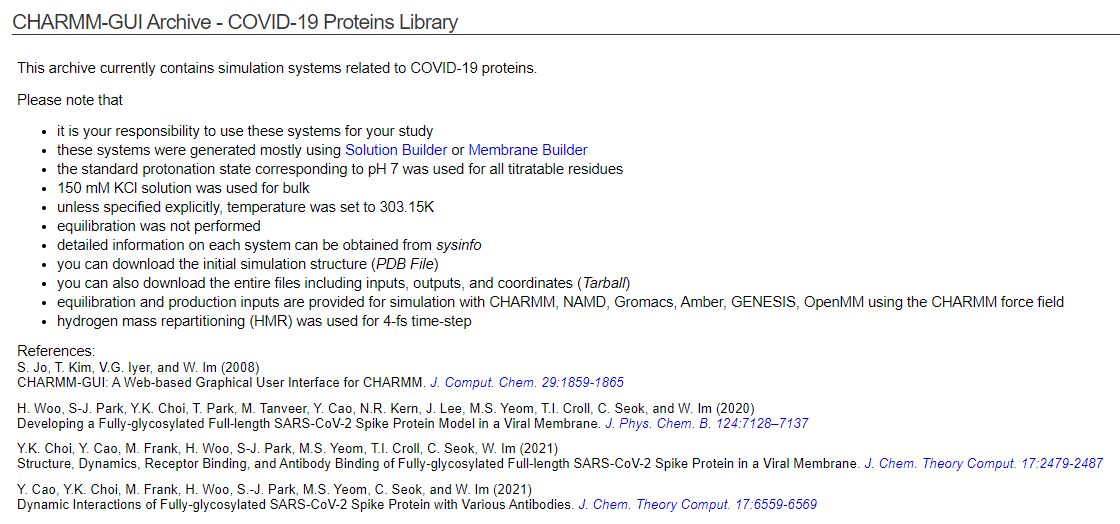 CHARMM-GUI Archive - COVID-19 Proteins Library
This archive currently contains simulation systems related to COVID-19 proteins.
Please note that
• it is your responsibility to use these systems for your study
• these systems were generated mostly using Solution Builder or Membrane Builder
• the standard protonation state corresponding to pH 7 was used for all titratable residues
• 150 mM KCl solution was used for bulk
• unless specified explicitly, temperature was set to 303.15K
• equilibration was not performed
• detailed information on each system can be obtained from sysinfo
• you can download the initial simulation structure (PDB File)
• you can also download the entire files including inputs, outputs, and coordinates (Tarball)
• equilibration and production inputs are provided for simulation with CHARMM, NAMD, Gromacs, Amber, GENESIS, OpenMM using the CHARMM force field
• hydrogen mass repartitioning (HMR) was used for 4-fs time-step
References:
S. Jo, T. Kim, V.G. Iyer, and W. Im (2008)
CHARMM-GUI: A Web-based Graphical User Interface for CHARMM. J. Comput. Chem. 29:1859-1865
H. Woo, S-J. Park, Y.K. Choi, T. Park, M. Tanveer, Y. Cao, N.R. Kern, J. Lee, M.S. Yeom, T.I. Croll, C. Seok, and W. Im (2020)
Developing a Fully-glycosylated Full-length SARS-CoV-2 Spike Protein Model in a Viral Membrane. J. Phys. Chem. B. 124:7128–7137
Y.K. Choi, Y. Cao, M. Frank, H. Woo, S-J. Park, M.S. Yeom, T.I. Croll, C. Seok, W. Im (2021)
Structure, Dynamics, Receptor Binding, and Antibody Binding of Fully-glycosylated Full-length SARS-CoV-2 Spike Protein in a Viral Membrane. J. Chem. Theory Comput. 17:2479-2487
Y. Cao, Y.K. Choi, M. Frank, H. Woo, S.-J. Park, M.S. Yeom, C. Seok, and W. Im (2021)
Dynamic Interactions of Fully-glycosylated SARS-CoV-2 Spike Protein with Various Antibodies. J. Chem. Theory Comput. 17:6559-6569